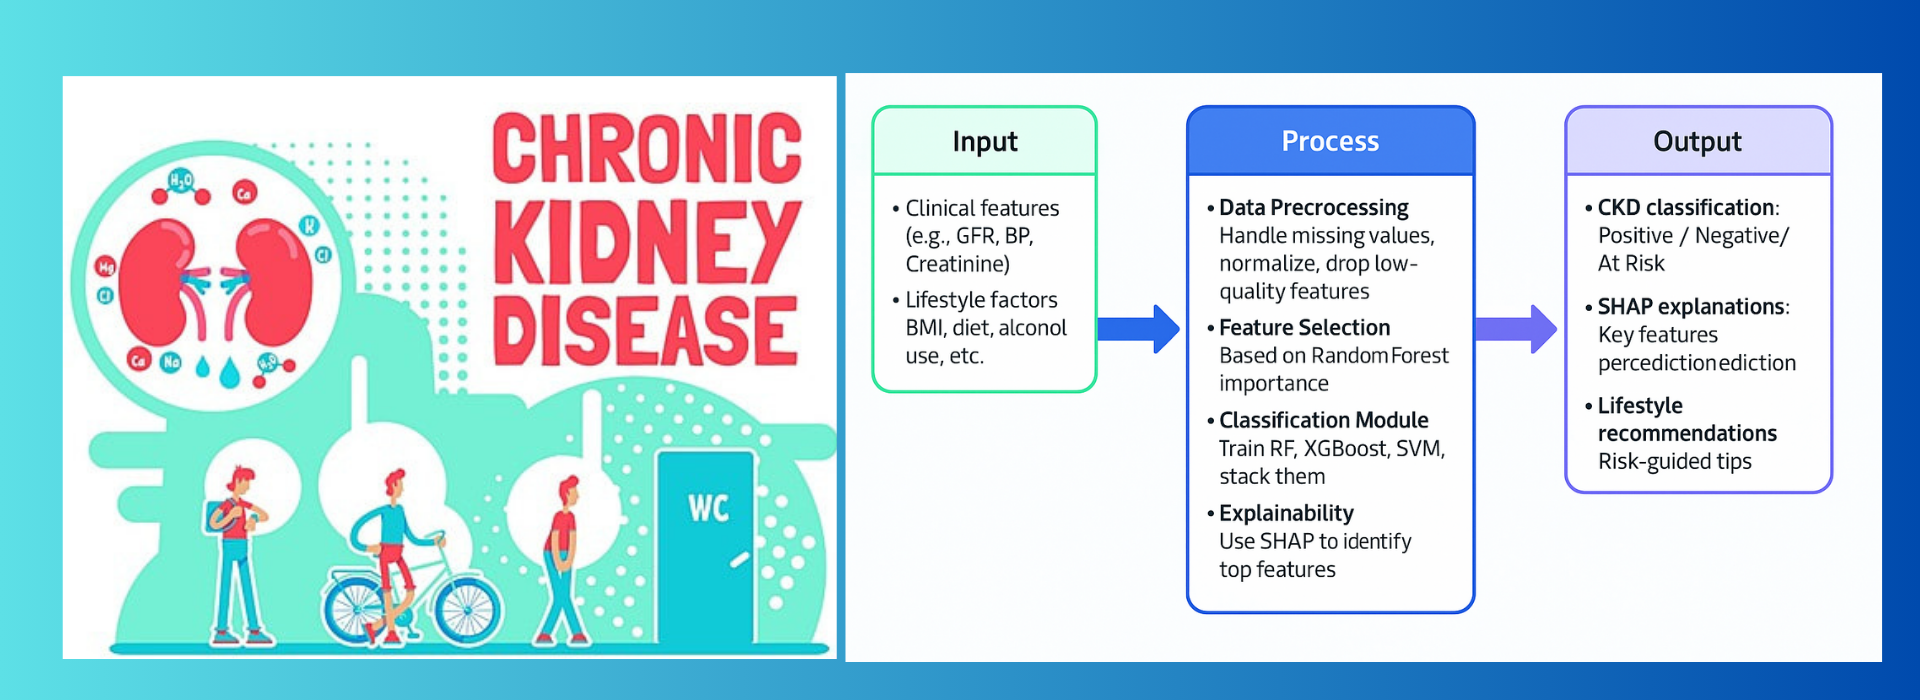 CHRONIC
KIDNEY
DISEASE
H₂O
Ca
K
Cl
Mg
Cl
Ca
Na
H₂O
WC
Input
• Clinical features
(e.g., GFR, BP,
Creatinine)
• Lifestyle factors
BMI, diet, alconol
use, etc.
Process
• Data Precrocessing
Handle missing values,
normalize, drop low-
quality features
• Feature Selection
Based on Random Forest
importance
• Classification Module
Train RF, XGBoost, SVM,
stack them
• Explainability
Use SHAP to identify
top features
Output
• CKD classification:
Positive / Negative/
At Risk
• SHAP explanations:
Key features
percedictionediction
• Lifestyle
recommendations
Risk-guided tips